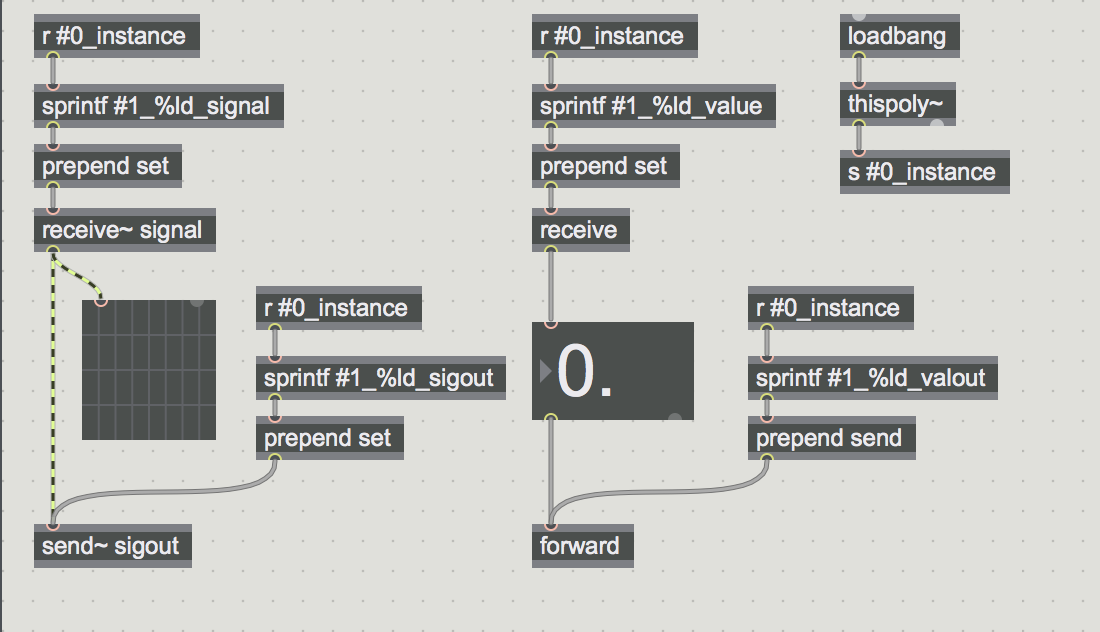 r #0_instance
sprintf #1_%ld_signal
prepend set
receive~ signal
r #0_instance
sprintf #1_%ld_sigout
prepend set
send~ sigout
r #0_instance
sprintf #1_%ld_value
prepend set
receive
0.
r #0_instance
sprintf #1_%ld_valout
prepend send
forward
loadbang
thispoly~
s #0_instance